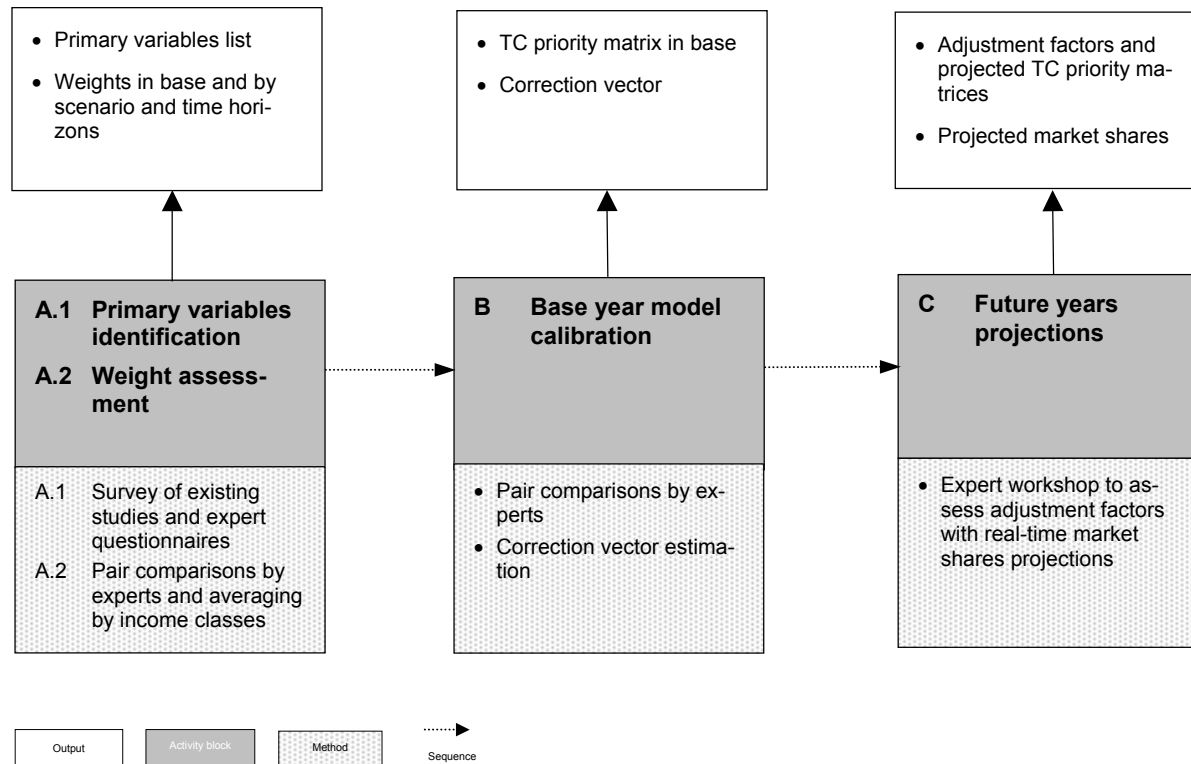 • Primary variables list
• Weights in base and by
scenario and time hori-
zons
• TC priority matrix in base
• Correction vector
• Adjustment factors and
projected TC priority ma-
trices
• Projected market shares
A.1 Primary variables
identification
A.2 Weight assess-
ment
B Base year model
calibration
C Future years
projections
A.1 Survey of existing
studies and expert
questionnaires
A.2 Pair comparisons by
experts and averaging
by income classes
• Pair comparisons by ex-
perts
• Correction vector estima-
tion
• Expert workshop to as-
sess adjustment factors
with real-time market
shares projections
Output
Activity block
Method
Sequence